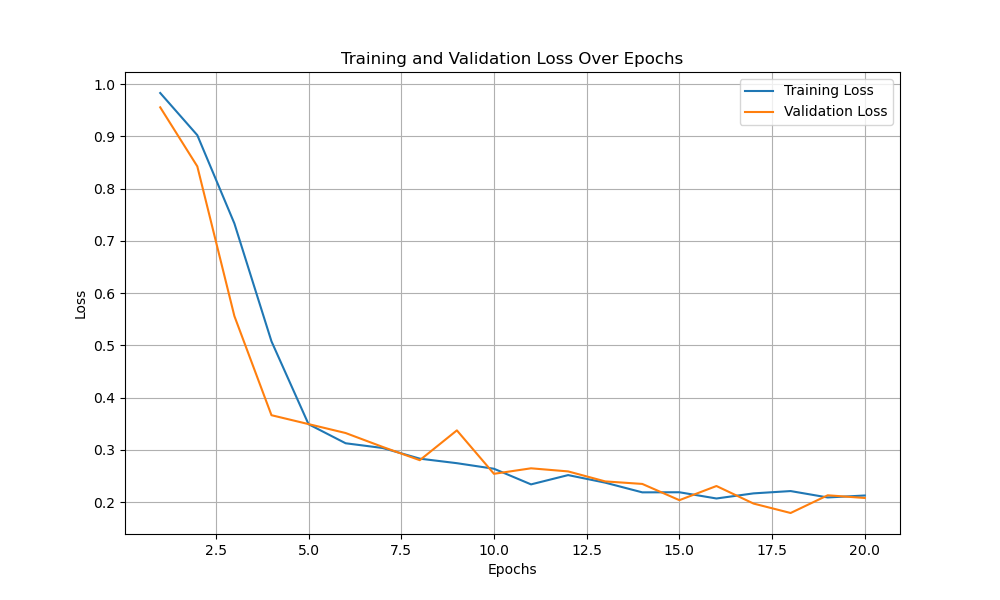 Training and Validation Loss Over Epochs
Training Loss
Validation Loss
1.0
0.9
0.8
0.7
0.6
0.5
0.4
0.3
0.2
Loss
2.5 5.0 7.5 10.0 12.5 15.0 17.5 20.0
Epochs